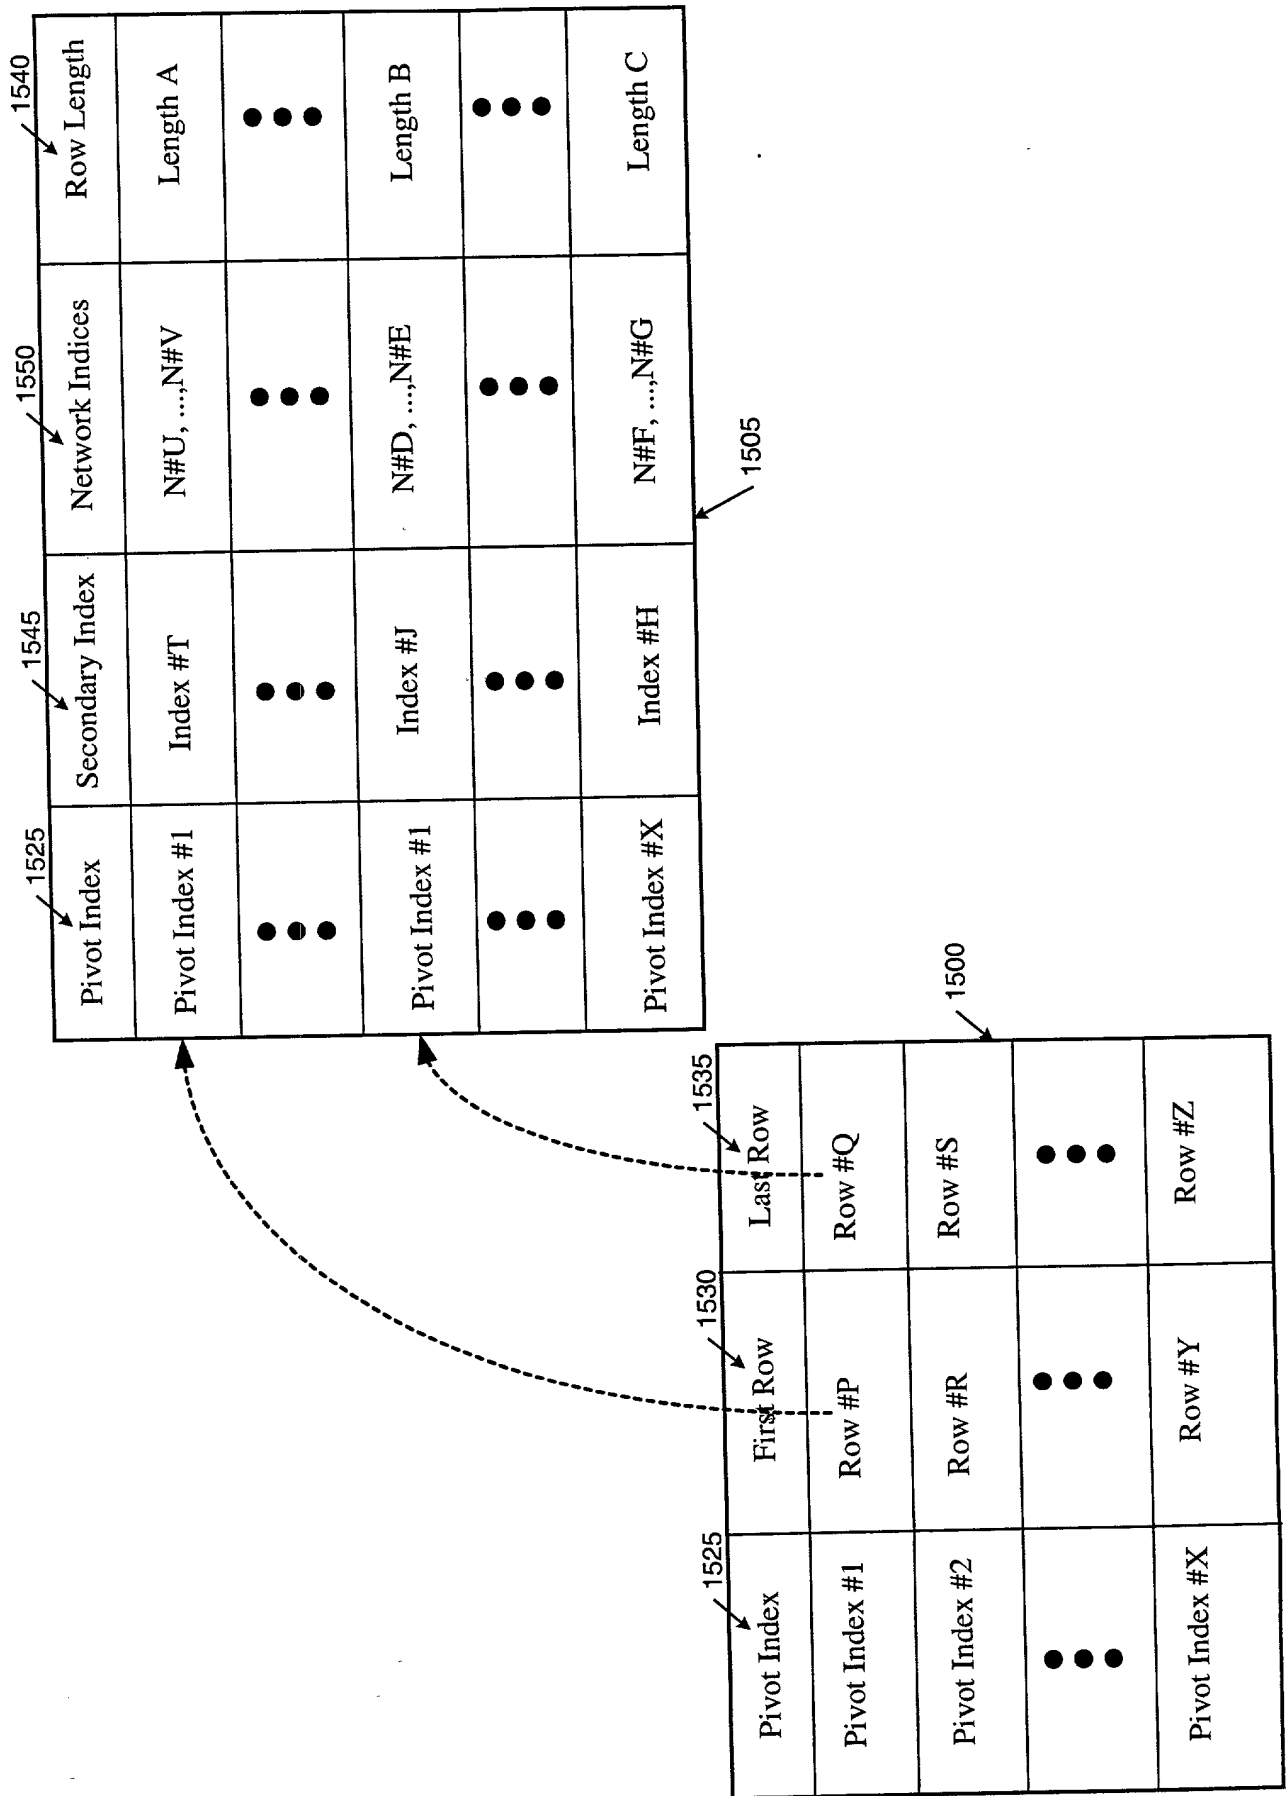 1525
1530
1535
Pivot Index First Row Last Row
Pivot Index #1 Row #P Row #Q
Pivot Index #2 Row #R Row #S
Pivot Index #X Row #Y Row #Z
1500
1525
1545
1550
1540
Pivot Index Secondary Index Network Indices Row Length
Pivot Index #1 Index #T N#U, ...,N#V Length A
Pivot Index #1 Index #J N#D, ...,N#E Length B
Pivot Index #X Index #H N#F, ...,N#G Length C
1505